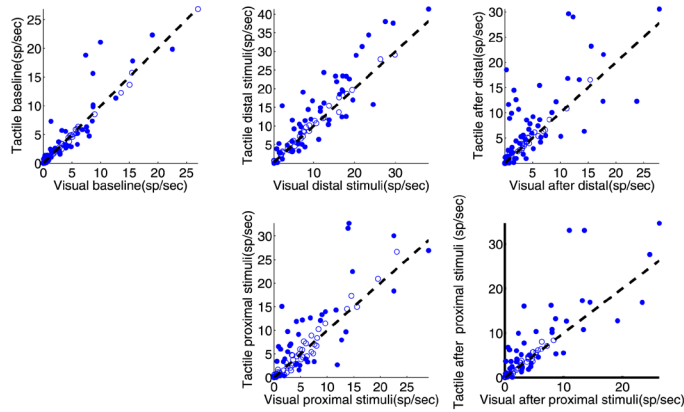 Tactile baseline(sp/sec)
25
20
15
10
5
0
0 5 10 15 20 25
Visual baseline(sp/sec)
Tactile distal stimuli(sp/sec)
40
35
30
25
20
15
10
5
10 20 30
Visual distal stimuli(sp/sec)
Tactile after distal(sp/sec)
30
25
20
15
10
5
0
0 5 10 15 20 25
Visual after distal(sp/sec)
Tactile proximal stimuli(sp/sec)
30
25
20
15
10
5
0
0 5 10 15 20 25
Visual proximal stimuli(sp/sec)
Tactile after proximal stimuli (sp/sec)
30
20
10
0
0 10 20
Visual after proximal stimuli(sp/sec)